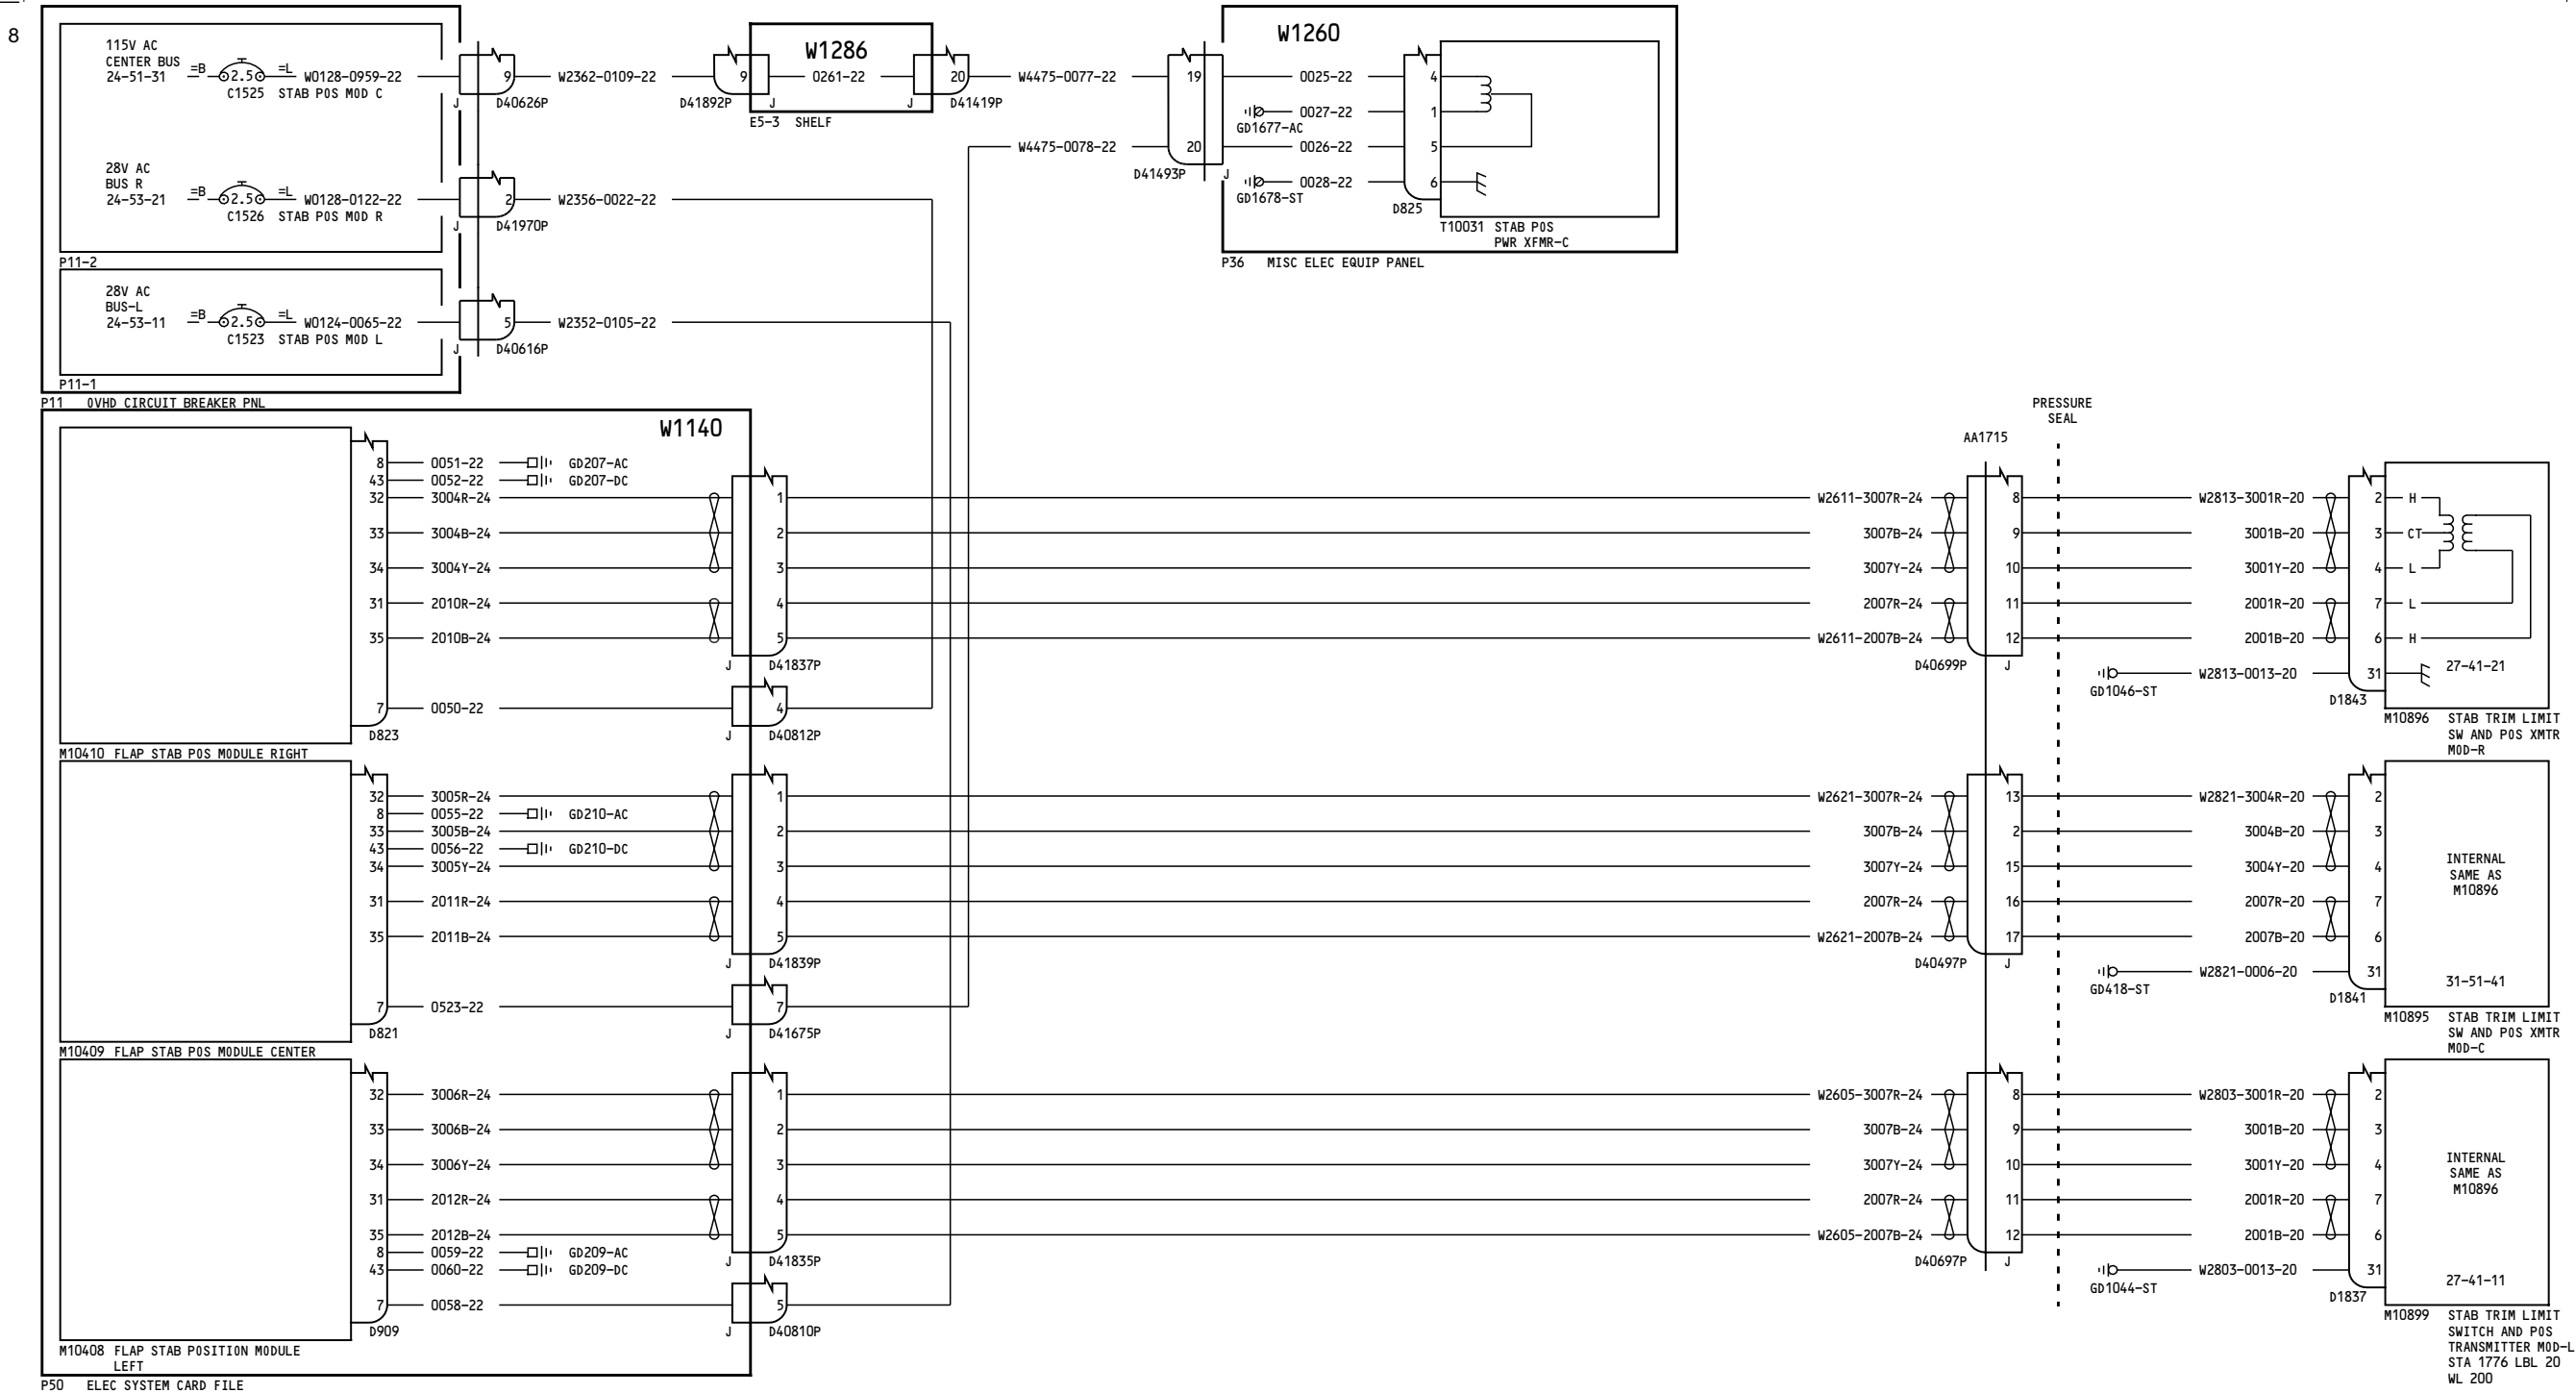 8
115V AC
CENTER BUS
24-51-31
=B
2.5
=L
W0128-0959-22
C1525 STAB POS MOD C
9
J
D40626P
W2362-0109-22
9
D41892P
J
W1286
0261-22
J
20
D41419P
E5-3 SHELF
W4475-0077-22
W4475-0078-22
19
20
D41493P
J
W1260
0025-22
0027-22
GD1677-AC
0026-22
0028-22
GD1678-ST
4
1
5
6
D825
T10031 STAB POS
PWR XFMR-C
P36 MISC ELEC EQUIP PANEL
28V AC
BUS R
24-53-21
=B
2.5
=L
W0128-0122-22
C1526 STAB POS MOD R
2
J
D41970P
W2356-0022-22
P11-2
28V AC
BUS-L
24-53-11
=B
2.5
=L
W0124-0065-22
C1523 STAB POS MOD L
5
J
D40616P
W2352-0105-22
P11-1
P11 OVHD CIRCUIT BREAKER PNL
W1140
PRESSURE
SEAL
AA1715
8 0051-22 GD207-AC
43 0052-22 GD207-DC
32 3004R-24 1 W2611-3007R-24 8 W2813-3001R-20 2 H
33 3004B-24 2 3007B-24 9 3001B-20 3 CT
34 3004Y-24 3 3007Y-24 10 3001Y-20 4 L
31 2010R-24 4 2007R-24 11 2001R-20 7 L
35 2010B-24 5 W2611-2007B-24 12 2001B-20 6 H
J D41837P D40699P J
GD1046-ST W2813-0013-20 31 27-41-21
D1843
7 0050-22 4
D823 J D40812P
M10410 FLAP STAB POS MODULE RIGHT
M10896 STAB TRIM LIMIT
SW AND POS XMTR
MOD-R
32 3005R-24 1 W2621-3007R-24 13 W2821-3004R-20 2
8 0055-22 GD210-AC
33 3005B-24 2 3007B-24 2 3004B-20 3
43 0056-22 GD210-DC
34 3005Y-24 3 3007Y-24 15 3004Y-20 4
31 2011R-24 4 2007R-24 16 2007R-20 7
35 2011B-24 5 W2621-2007B-24 17 2007B-20 6
INTERNAL
SAME AS
M10896
J D41839P D40497P J
GD418-ST W2821-0006-20 31 31-51-41
D1841
7 0523-22 7
D821 J D41675P
M10409 FLAP STAB POS MODULE CENTER
M10895 STAB TRIM LIMIT
SW AND POS XMTR
MOD-C
32 3006R-24 1 W2605-3007R-24 8 W2803-3001R-20 2
33 3006B-24 2 3007B-24 9 3001B-20 3
34 3006Y-24 3 3007Y-24 10 3001Y-20 4
31 2012R-24 4 2007R-24 11 2001R-20 7
35 2012B-24 5 W2605-2007B-24 12 2001B-20 6
INTERNAL
SAME AS
M10896
8 0059-22 GD209-AC
43 0060-22 GD209-DC
J D41835P D40697P J
GD1044-ST W2803-0013-20 31 27-41-11
D1837
7 0058-22 5
D909 J D40810P
M10408 FLAP STAB POSITION MODULE
LEFT
M10899 STAB TRIM LIMIT
SWITCH AND POS
TRANSMITTER MOD-L
STA 1776 LBL 20
WL 200
P50 ELEC SYSTEM CARD FILE